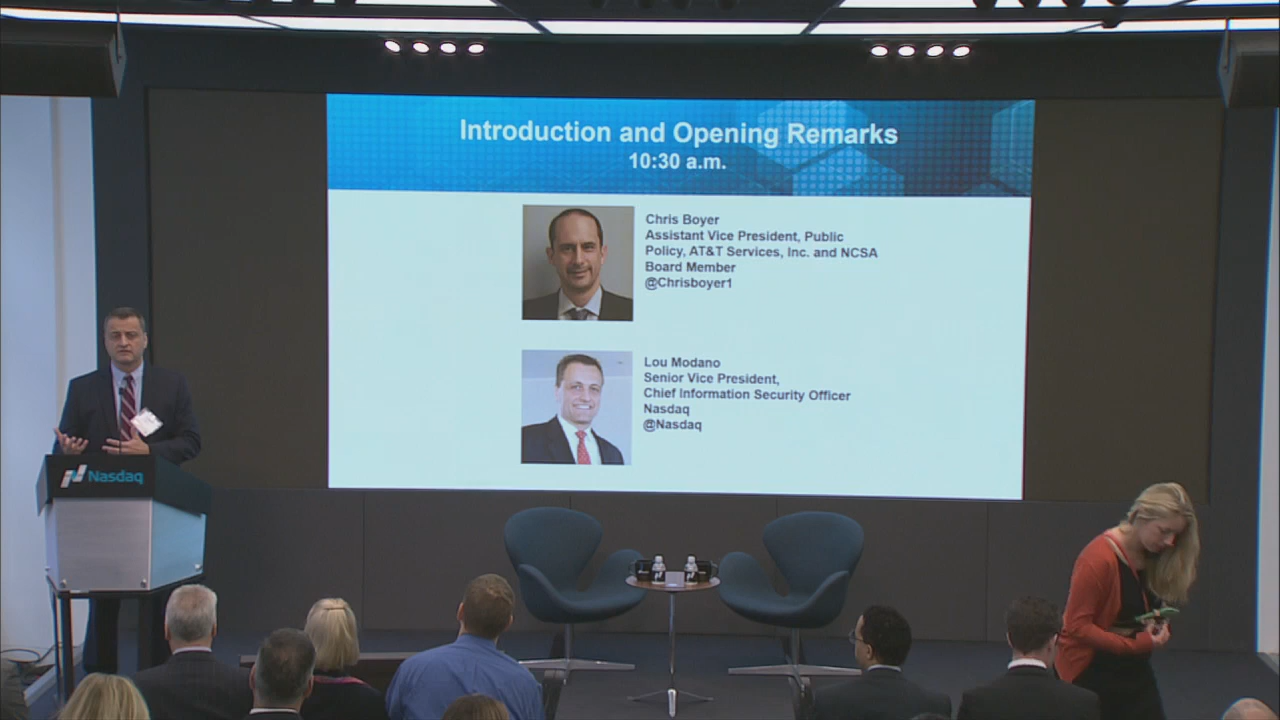 Introduction and Opening Remarks
10:30 a.m.
Chris Boyer
Assistant Vice President, Public
Policy, AT&T Services, Inc. and NCSA
Board Member
@Chrisboyer1
Lou Modano
Senior Vice President,
Chief Information Security Officer
Nasdaq
@Nasdaq
Nasdaq